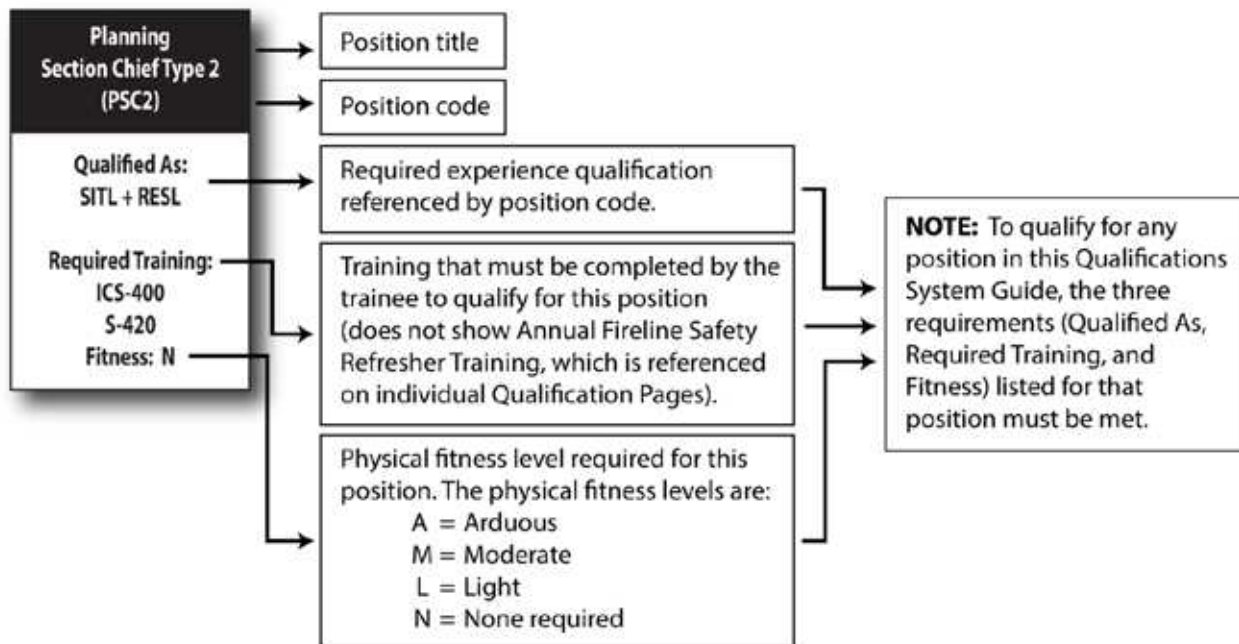 Planning
Section Chief Type 2
(PSC2)
Qualified As:
SITL + RESL
Required Training:
ICS-400
S-420
Fitness: N
Position title
Position code
Required experience qualification
referenced by position code.
Training that must be completed by the
trainee to qualify for this position
(does not show Annual Fireline Safety
Refresher Training, which is referenced
on individual Qualification Pages).
Physical fitness level required for this
position. The physical fitness levels are:
A = Arduous
M = Moderate
L = Light
N = None required
NOTE: To qualify for any
position in this Qualifications
System Guide, the three
requirements (Qualified As,
Required Training, and
Fitness) listed for that
position must be met.